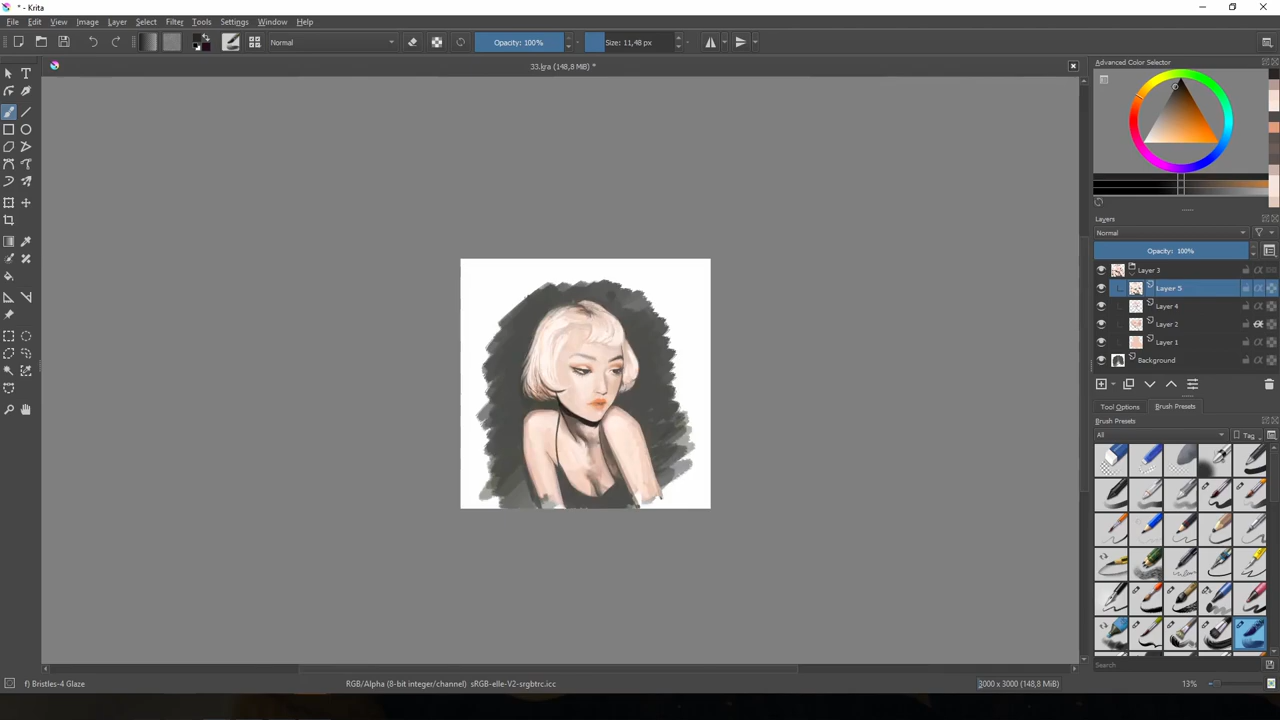 * - Krita
File Edit View Image Layer Select Filter Tools Settings Window Help
Normal Opacity: 100% Size: 11,48 px
33.kra (148,8 MiB) *
Advanced Color Selector
Layers
Normal
Opacity: 100%
Layer 3
Layer 5
Layer 4
Layer 2
Layer 1
Background
Tool Options Brush Presets
Brush Presets
All Tag
Search
f) Bristles-4 Glaze RGB/Alpha (8-bit integer/channel) sRGB-elle-V2-srgbtrc.icc 3000 x 3000 (148,8 MiB) 13%